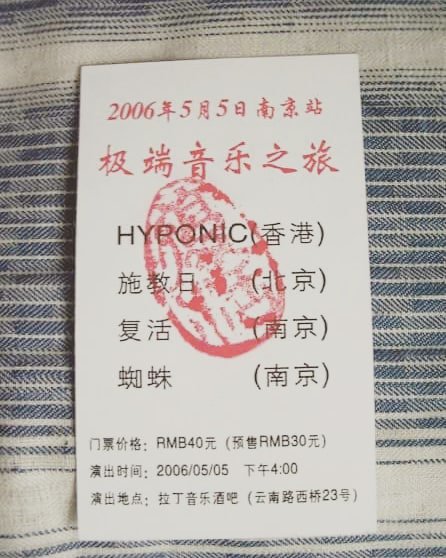 2006年5月5日南京站
极端音乐之旅
HYPONIC(香港)
施教日 (北京)
复活 (南京)
蜘蛛 (南京)
门票价格：RMB40元（预售RMB30元）
演出时间：2006/05/05 下午4:00
演出地点：拉丁音乐酒吧（云南路西桥23号）